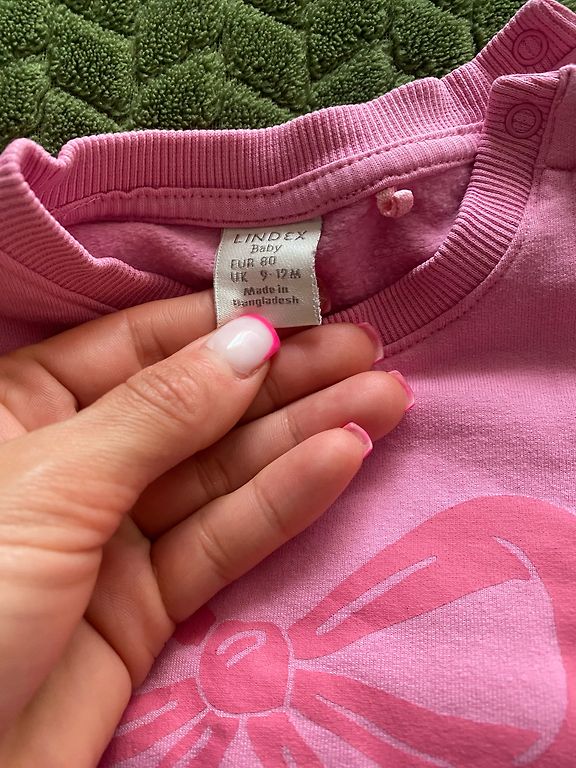 LINDEX
Baby
EUR 80
UK 9-12M
Made in
Bangladesh